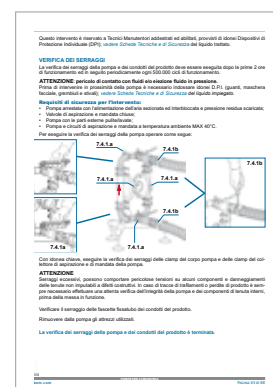 Questo intervento è riservato a Tecnici Manutentori, provvisti di idonei Dispositivi di
Protezione Individuale (DPI); vedere Schede Tecniche e di Sicurezza del liquido trattato.
VERIFICA DEI SERRAGGI
La verifica dei serraggi della pompa e dei condotti del prodotto deve essere eseguita dopo le prime 2 ore
di funzionamento ed in seguito periodicamente ogni 500.000 cicli di funzionamento.
ATTENZIONE: pericolo di contatto con fluidi e/o eiezione fluido in pressione.
Prima di intervenire in prossimità della pompa è necessario indossare idonei D.P.I. (guanti, maschera
facciale, grembiuli e stivali); vedere Schede Tecniche e di Sicurezza del liquido impiegato.
Requisiti di sicurezza per l'intervento:
• Pompa arrestata con l'alimentazione dell'aria sezionata ed interbloccata e pressione residua scaricata;
• Valvole di aspirazione e mandata chiuse;
• Pompa con le parti esterne pulite/lavate;
• Pompa e circuiti di aspirazione e mandata a temperatura ambiente MAX 40°C.
Per eseguire la verifica dei serraggi della pompa operare come segue:
7.4.1.a
7.4.1b
7.4.1b
7.4.1.a
7.4.1.a
7.4.1.a
7.4.1.a
Con idonea chiave, eseguire la verifica dei serraggi delle clamp del corpo pompa e delle clamp del col-
lettore di aspirazione e di mandata della pompa.
ATTENZIONE
Serraggi eccessivi, possono comportare pericolose tensioni su alcuni componenti e danneggiamenti
delle tenute non imputabili a difetti costruttivi. In caso di tracce di trafilamenti o perdite di prodotto è sem-
pre necessario effettuare una attenta verifica dell'integrità della pompa e dei componenti di tenuta interni,
prima della messa in funzione.
Verificare il serraggio delle fascette fissatubo dei condotti del prodotto.
Rimuovere dalla pompa gli attrezzi utilizzati.
La verifica dei serraggi della pompa e dei condotti del prodotto è terminata.